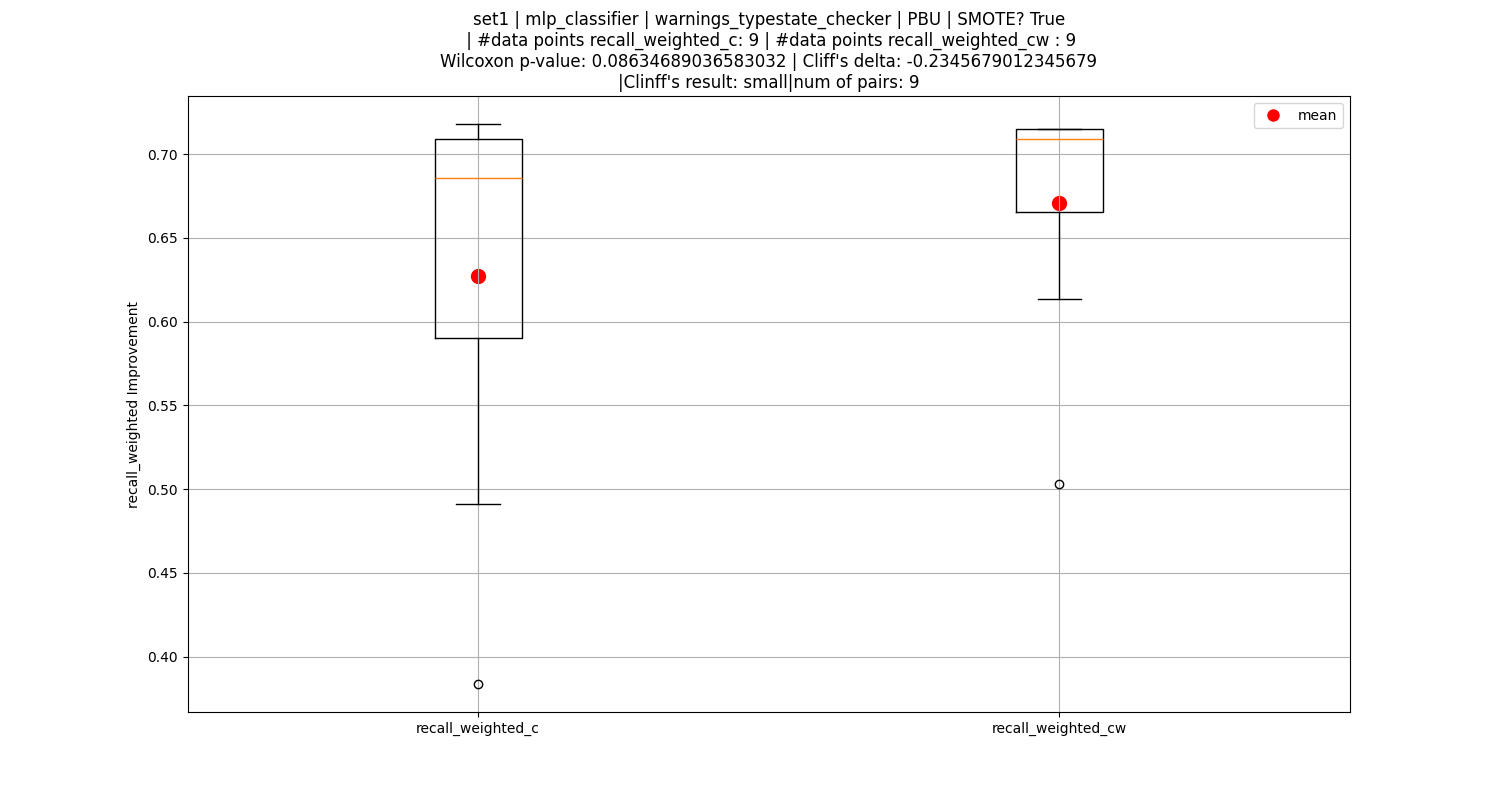 set1 | mlp_classifier | warnings_typestate_checker | PBU | SMOTE? True
| #data points recall_weighted_c: 9 | #data points recall_weighted_cw : 9
Wilcoxon p-value: 0.08634689036583032 | Cliff's delta: -0.2345679012345679
|Clinff's result: small|num of pairs: 9
mean
0.70
0.65
0.60
0.55
0.50
0.45
0.40
recall_weighted Improvement
recall_weighted_c
recall_weighted_cw